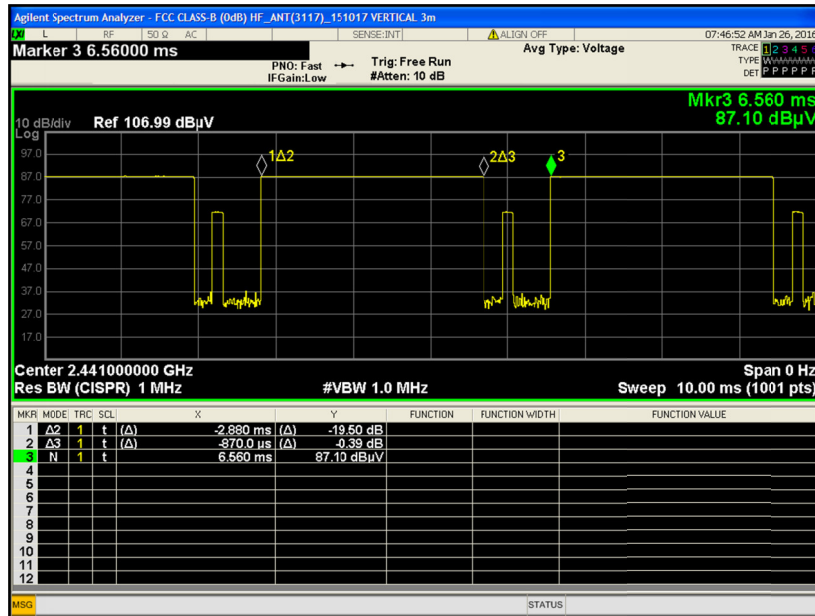 Agilent Spectrum Analyzer - FCC CLASS-B (0dB) HF_ANT(3117)_151017 VERTICAL 3m
LXI L RF 50 Ω AC SENSE:INT ALIGN OFF 07:46:52 AM Jan 26, 2016
Marker 3 6.56000 ms
PNO: Fast
IFGain:Low
Trig: Free Run
#Atten: 10 dB
Avg Type: Voltage
TRACE 1 2 3 4 5 6
TYPE W
DET P P P P P P
Mkr3 6.560 ms
87.10 dBµV
10 dB/div Ref 106.99 dBµV
Log
97.0
87.0
77.0
67.0
57.0
47.0
37.0
27.0
17.0
1Δ2
2Δ3
3
Center 2.441000000 GHz Span 0 Hz
Res BW (CISPR) 1 MHz #VBW 1.0 MHz Sweep 10.00 ms (1001 pts)
MKR MODE TRC SCL X Y FUNCTION FUNCTION WIDTH FUNCTION VALUE
1 Δ2 1 t (Δ) -2.880 ms (Δ) -19.50 dB
2 Δ3 1 t (Δ) -870.0 µs (Δ) -0.39 dB
3 N 1 t 6.560 ms 87.10 dBµV
4
5
6
7
8
9
10
11
12
MSG STATUS